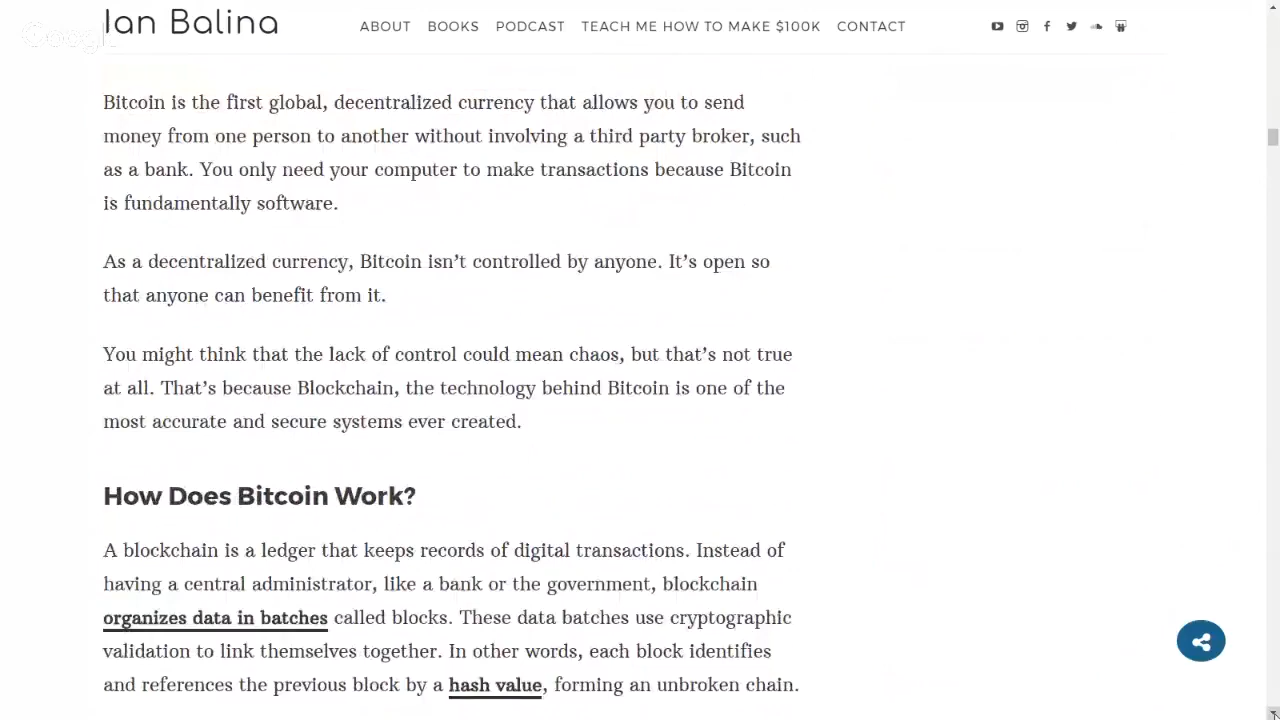 Ian Balina
ABOUT BOOKS PODCAST TEACH ME HOW TO MAKE $100K CONTACT
Google
Bitcoin is the first global, decentralized currency that allows you to send
money from one person to another without involving a third party broker, such
as a bank. You only need your computer to make transactions because Bitcoin
is fundamentally software.
As a decentralized currency, Bitcoin isn’t controlled by anyone. It’s open so
that anyone can benefit from it.
You might think that the lack of control could mean chaos, but that’s not true
at all. That’s because Blockchain, the technology behind Bitcoin is one of the
most accurate and secure systems ever created.
How Does Bitcoin Work?
A blockchain is a ledger that keeps records of digital transactions. Instead of
having a central administrator, like a bank or the government, blockchain
organizes data in batches called blocks. These data batches use cryptographic
validation to link themselves together. In other words, each block identifies
and references the previous block by a hash value, forming an unbroken chain.